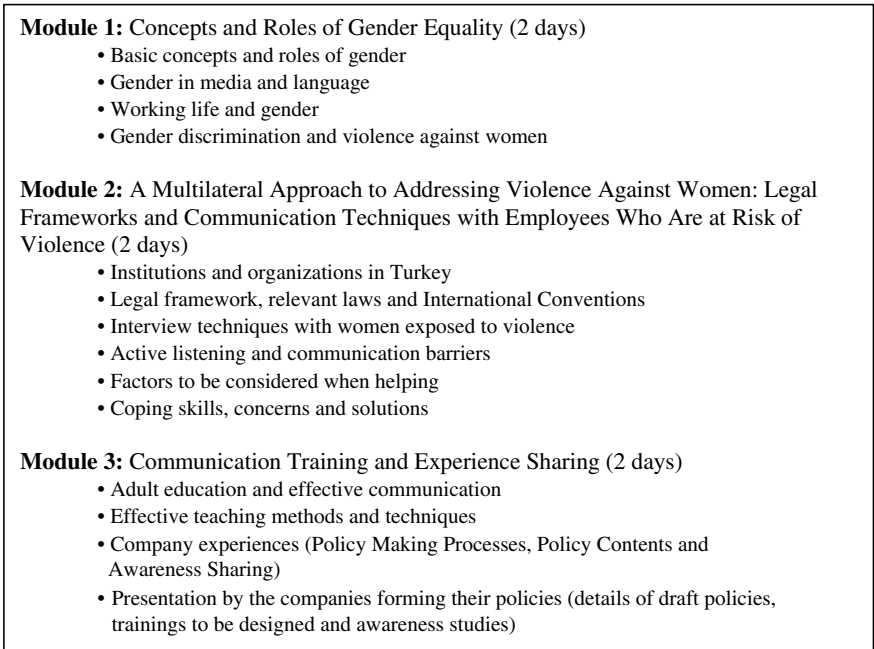 Module 1: Concepts and Roles of Gender Equality (2 days)
• Basic concepts and roles of gender
• Gender in media and language
• Working life and gender
• Gender discrimination and violence against women
Module 2: A Multilateral Approach to Addressing Violence Against Women: Legal
Frameworks and Communication Techniques with Employees Who Are at Risk of
Violence (2 days)
• Institutions and organizations in Turkey
• Legal framework, relevant laws and International Conventions
• Interview techniques with women exposed to violence
• Active listening and communication barriers
• Factors to be considered when helping
• Coping skills, concerns and solutions
Module 3: Communication Training and Experience Sharing (2 days)
• Adult education and effective communication
• Effective teaching methods and techniques
• Company experiences (Policy Making Processes, Policy Contents and
Awareness Sharing)
• Presentation by the companies forming their policies (details of draft policies,
trainings to be designed and awareness studies)